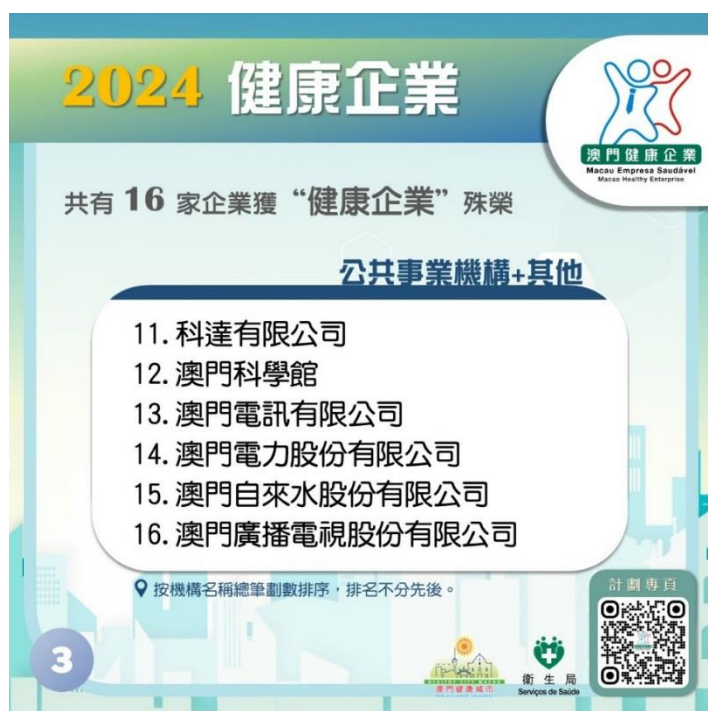 2024 健康企業
澳門健康企業
Macau Empresa Saudável
Macao Healthy Enterprise
共有 16 家企業獲 “健康企業” 殊榮
公共事業機構+其他
11. 科達有限公司
12. 澳門科學館
13. 澳門電訊有限公司
14. 澳門電力股份有限公司
15. 澳門自來水股份有限公司
16. 澳門廣播電視股份有限公司
按機構名稱總筆劃數排序，排名不分先後。
計劃專頁
3
HEALTHY CITY MACAO
澳門健康城市
衛生局
Serviços de Saúde